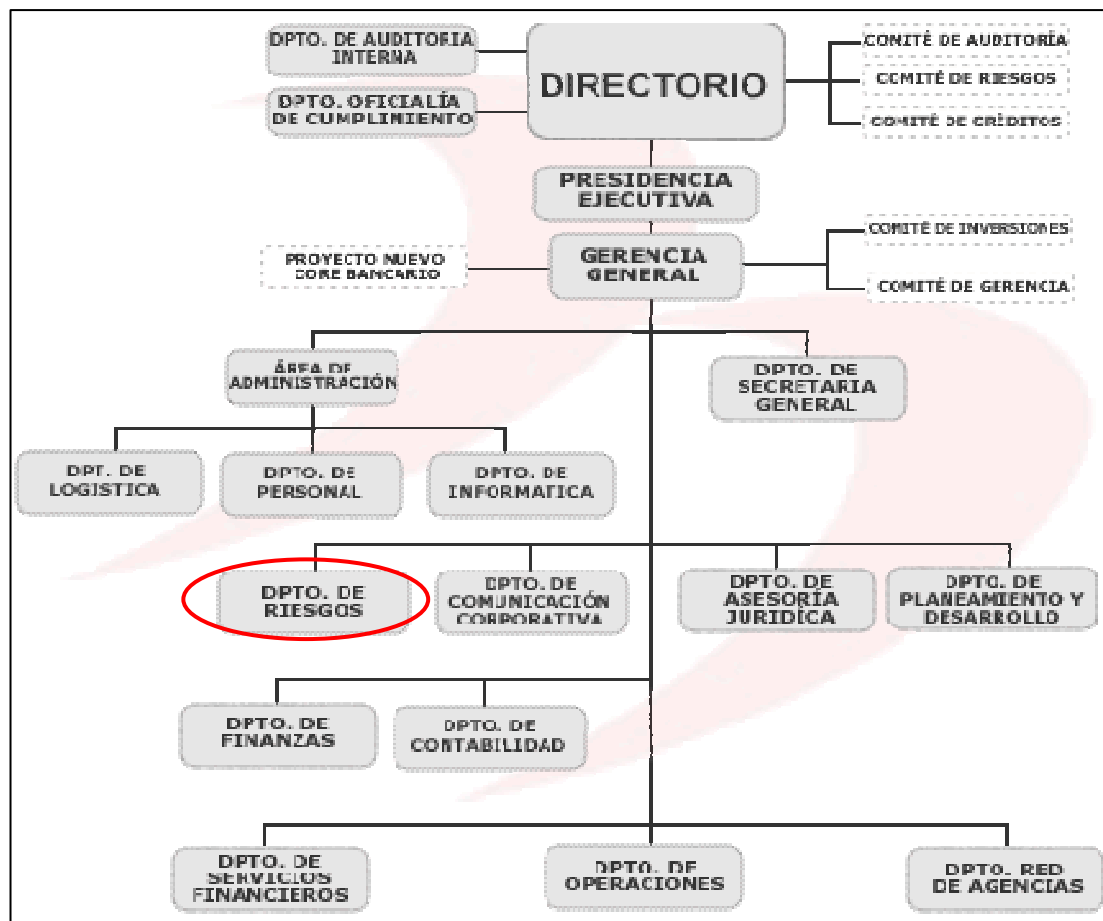 DPTO. DE AUDITORIA
INTERNA
DPTO. OFICIALÍA
DE CUMPLIMIENTO
DIRECTORIO
COMITÉ DE AUDITORÍA
COMITÉ DE RIESGOS
COMITÉ DE CRÉDITOS
PRESIDENCIA
EJECUTIVA
PROYECTO NUEVO
CORE BANCARIO
GERENCIA
GENERAL
COMITÉ DE INVERSIONES
COMITÉ DE GERENCIA
ÁREA DE
ADMINISTRACIÓN
DPTO. DE
SECRETARIA
GENERAL
DPT. DE
LOGISTICA
DPTO. DE
PERSONAL
DPTO. DE
INFORMATICA
DPTO. DE
RIESGOS
DPTO. DE
COMUNICACIÓN
CORPORATIVA
DPTO. DE
ASESORÍA
JURIDÍCA
DPTO. DE
PLANEAMIENTO Y
DESARROLLO
DPTO. DE
FINANZAS
DPTO. DE
CONTABILIDAD
DPTO. DE
SERVICIOS
FINANCIEROS
DPTO. DE
OPERACIONES
DPTO. RED
DE AGENCIAS